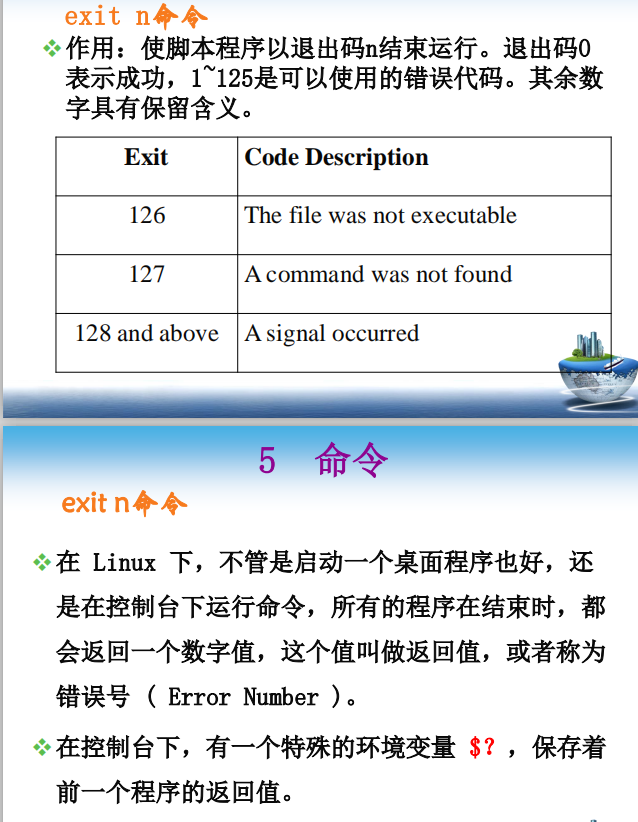 exit n命令
作用：使脚本程序以退出码n结束运行。退出码0
表示成功，1~125是可以使用的错误代码。其余数
字具有保留含义。
Exit Code Description
126 The file was not executable
127 A command was not found
128 and above A signal occurred
5 命令
exit n命令
在 Linux 下，不管是启动一个桌面程序也好，还
是在控制台下运行命令，所有的程序在结束时，都
会返回一个数字值，这个值叫做返回值，或者称为
错误号 ( Error Number )。
在控制台下，有一个特殊的环境变量 $?，保存着
前一个程序的返回值。